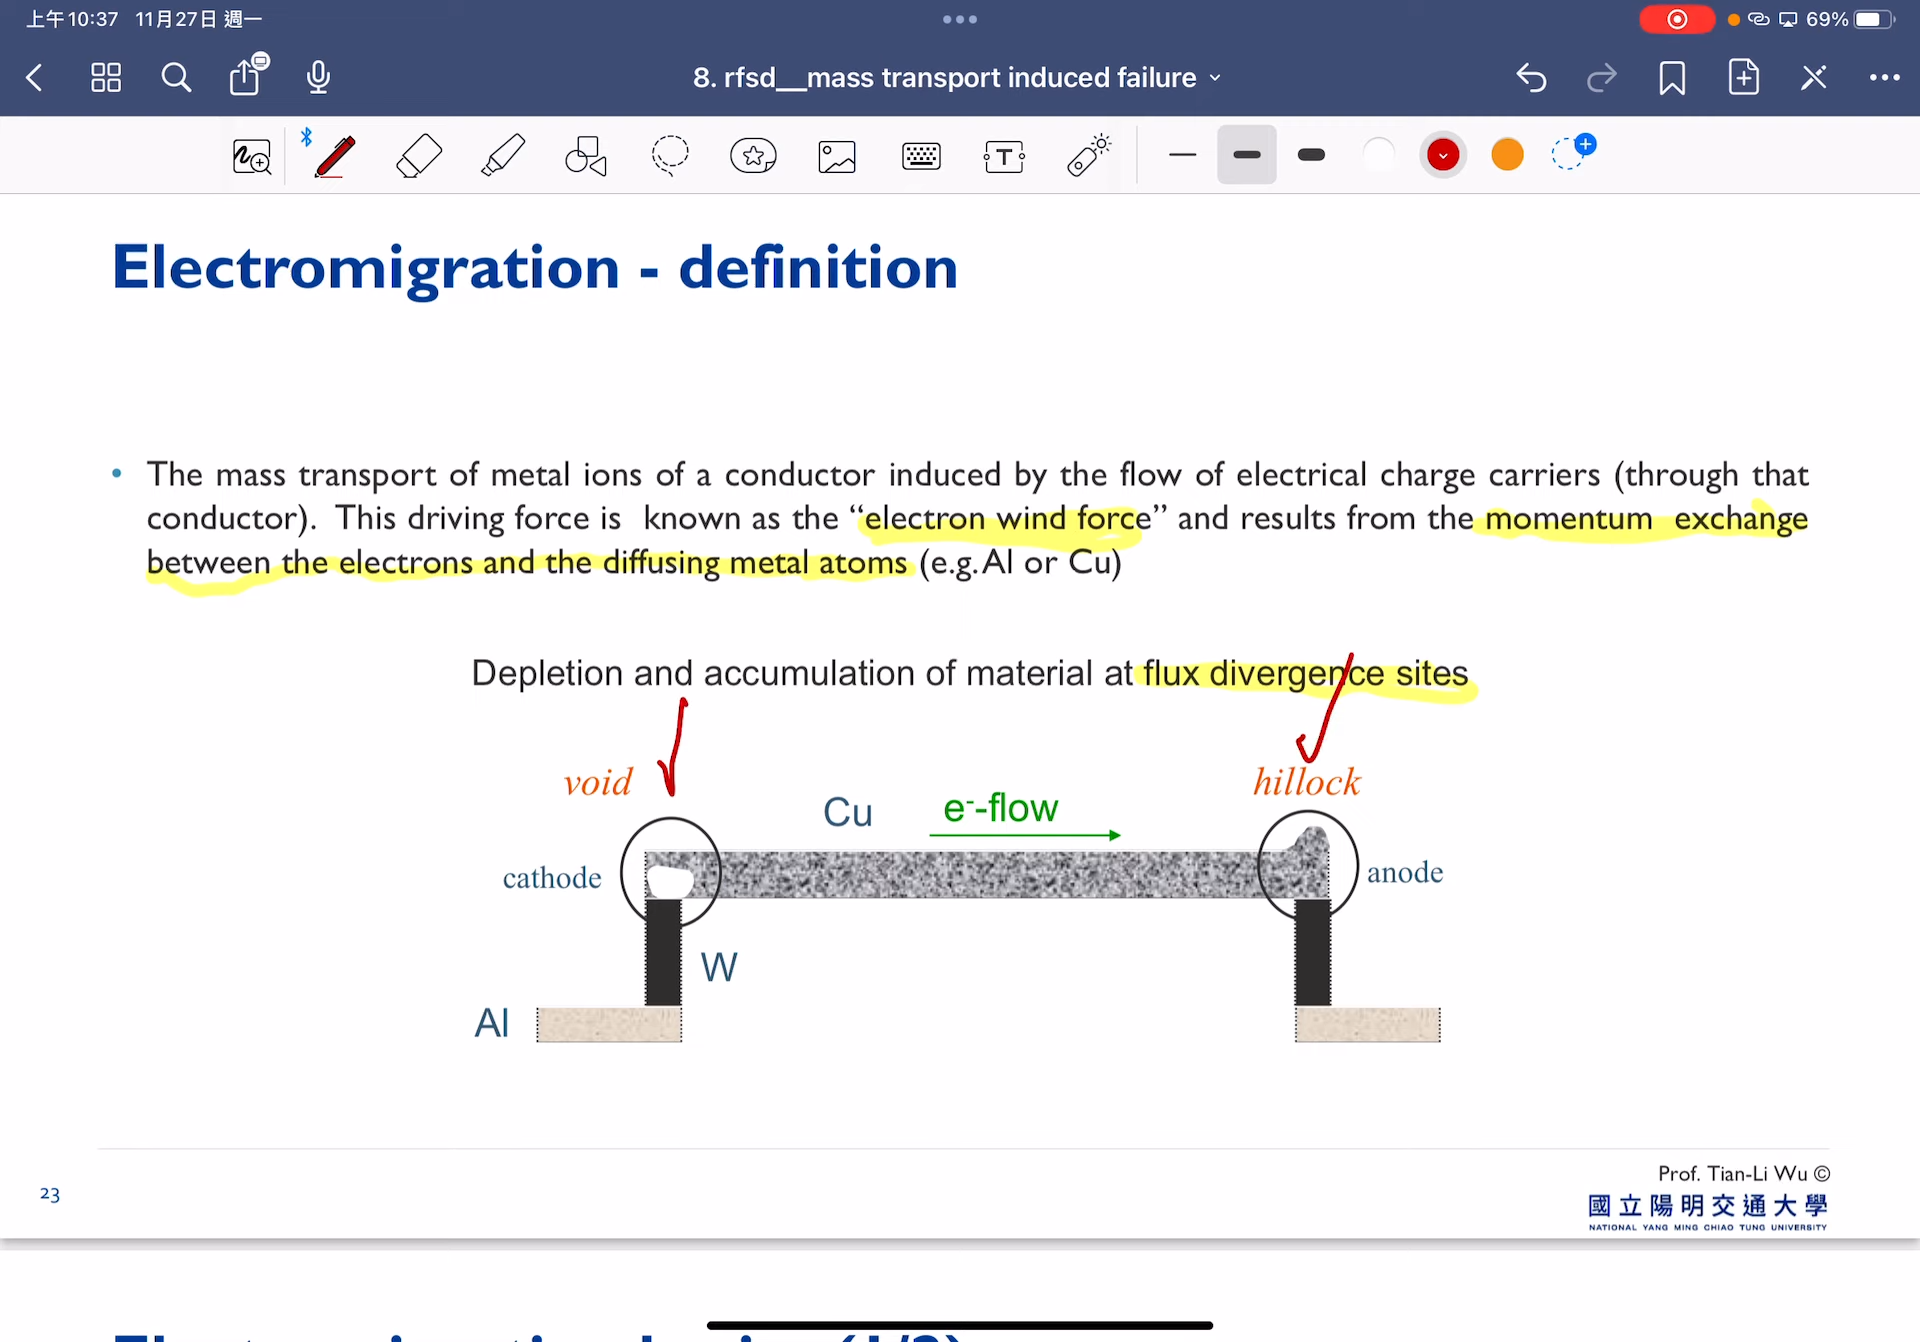 上午10:37 11月27日 週一
69%
8. rfsd__mass transport induced failure
Electromigration - definition
• The mass transport of metal ions of a conductor induced by the flow of electrical charge carriers (through that
conductor). This driving force is known as the “electron wind force” and results from the momentum exchange
between the electrons and the diffusing metal atoms (e.g. Al or Cu)
Depletion and accumulation of material at flux divergence sites
void
hillock
Cu
e⁻-flow
cathode
anode
W
Al
Prof. Tian-Li Wu ©
23
國立陽明交通大學
NATIONAL YANG MING CHIAO TUNG UNIVERSITY